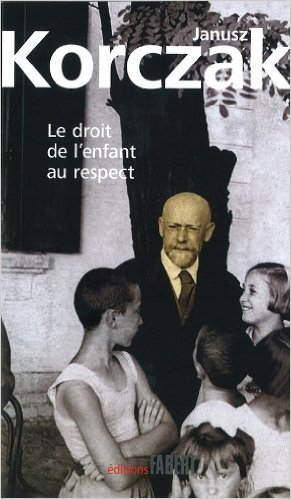 Janusz
Korczak
Le droit
de l'enfant
au respect
éditions FABERT